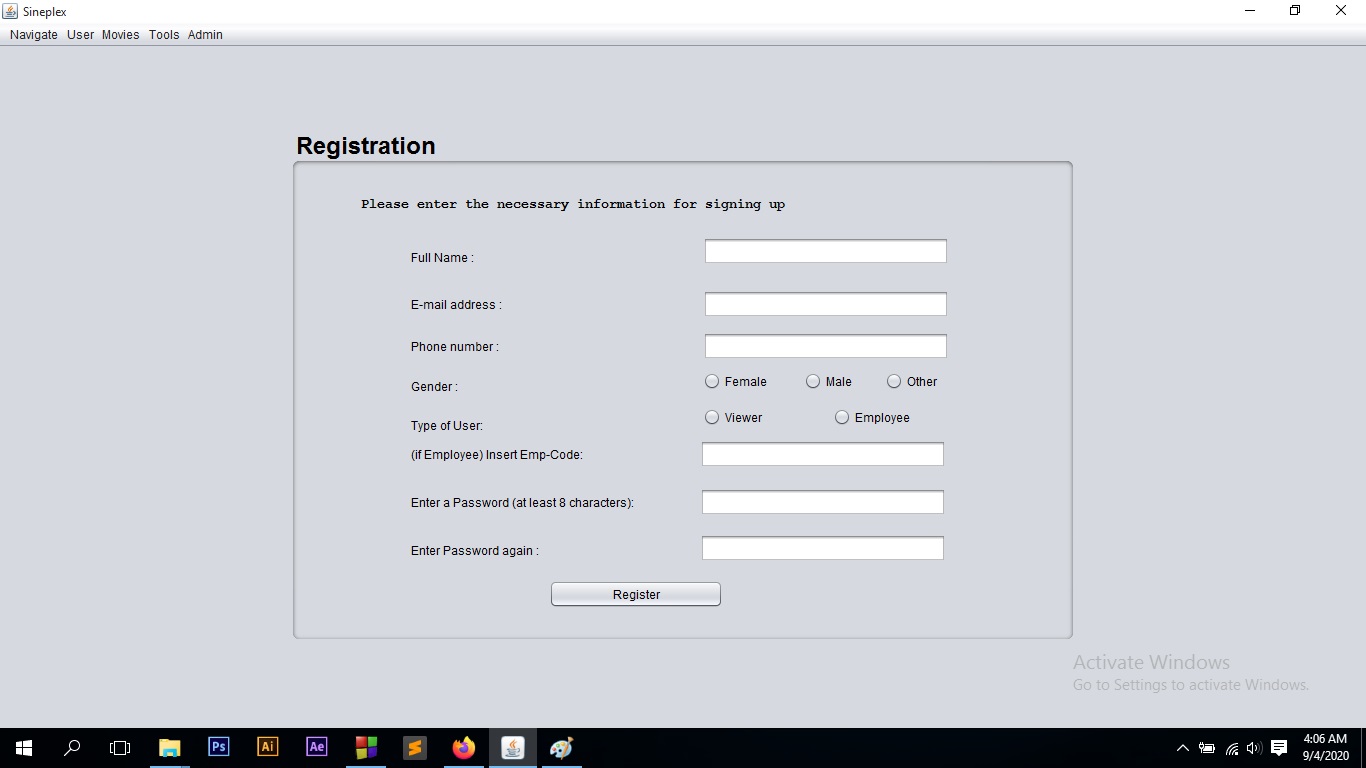 Sineplex
Navigate User Movies Tools Admin
Registration
Please enter the necessary information for signing up
Full Name :
E-mail address :
Phone number :
Gender : Female Male Other
Type of User: Viewer Employee
(if Employee) Insert Emp-Code:
Enter a Password (at least 8 characters):
Enter Password again :
Register
Activate Windows
Go to Settings to activate Windows.
Ps Ai Ae
4:06 AM
9/4/2020